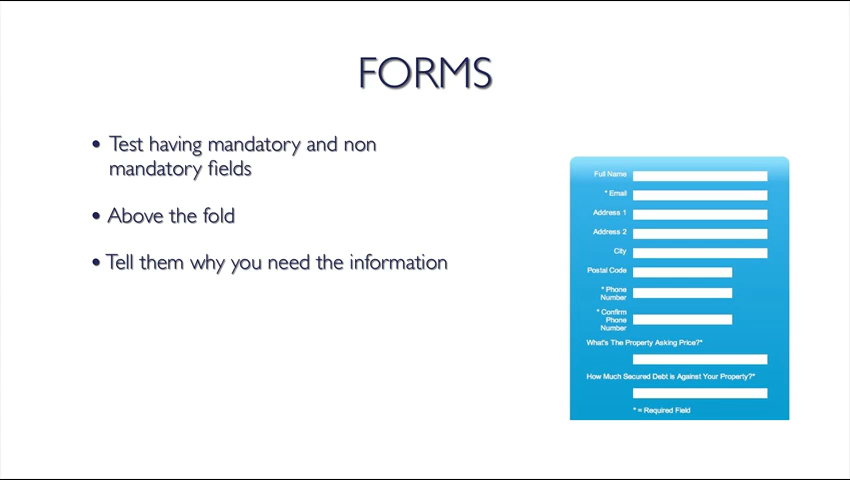 FORMS
• Test having mandatory and non
mandatory fields
• Above the fold
• Tell them why you need the information
Full Name
* Email
Address 1
Address 2
City
Postal Code
* Phone
Number
* Confirm
Phone
Number
What's The Property Asking Price?*
How Much Secured Debt is Against Your Property?*
* = Required Field